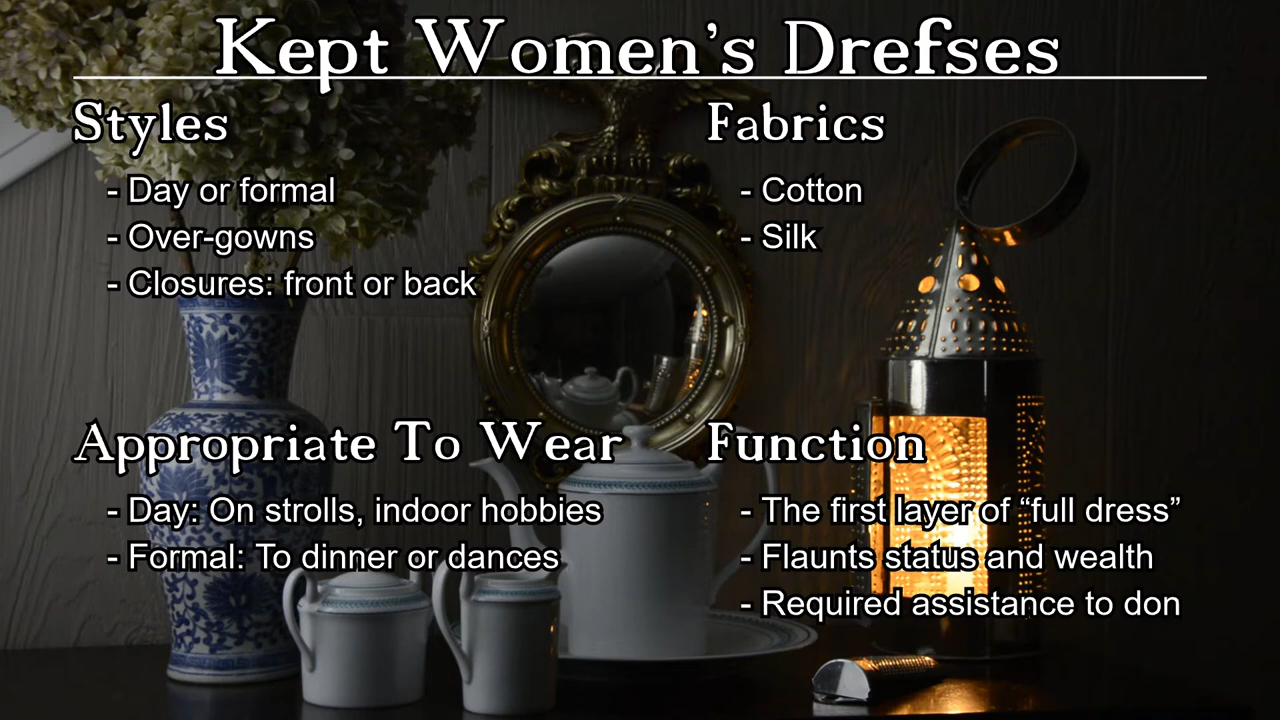 Kept Women's Drefses
Styles
- Day or formal
- Over-gowns
- Closures: front or back
Fabrics
- Cotton
- Silk
Appropriate To Wear
- Day: On strolls, indoor hobbies
- Formal: To dinner or dances
Function
- The first layer of “full dress”
- Flaunts status and wealth
- Required assistance to don